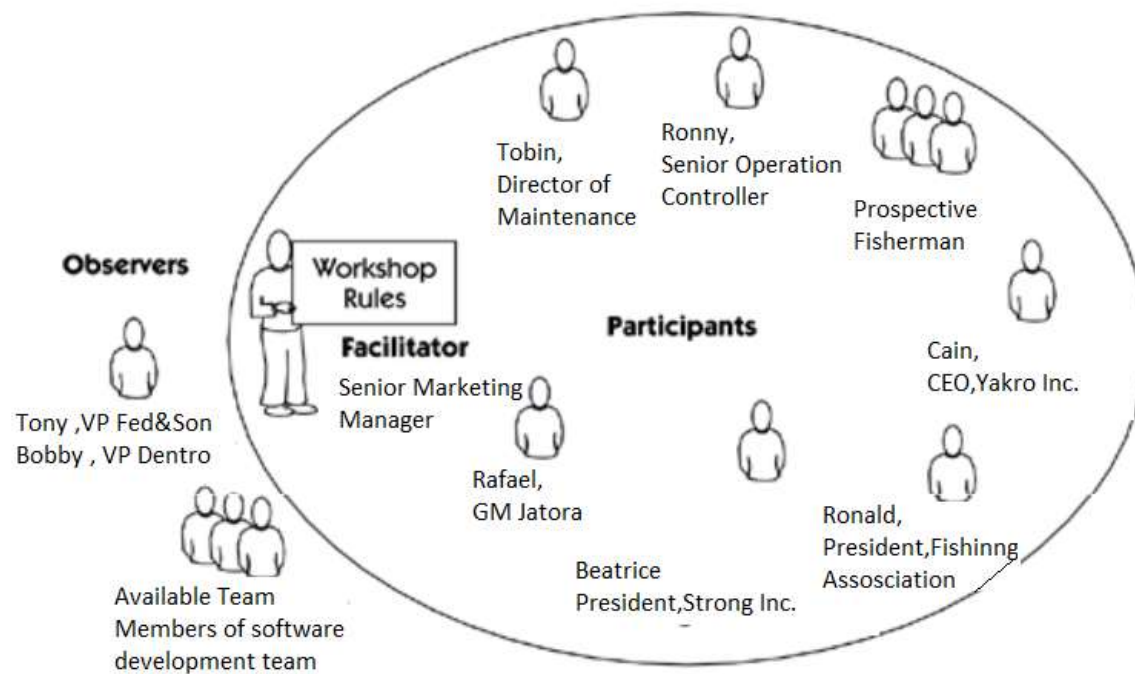 Tobin,
Director of
Maintenance
Ronny,
Senior Operation
Controller
Prospective
Fisherman
Observers
Workshop
Rules
Facilitator
Senior Marketing
Manager
Participants
Cain,
CEO,Yakro Inc.
Tony ,VP Fed&Son
Bobby , VP Dentro
Rafael,
GM Jatora
Beatrice
President,Strong Inc.
Ronald,
President,Fishinng
Assosciation
Available Team
Members of software
development team